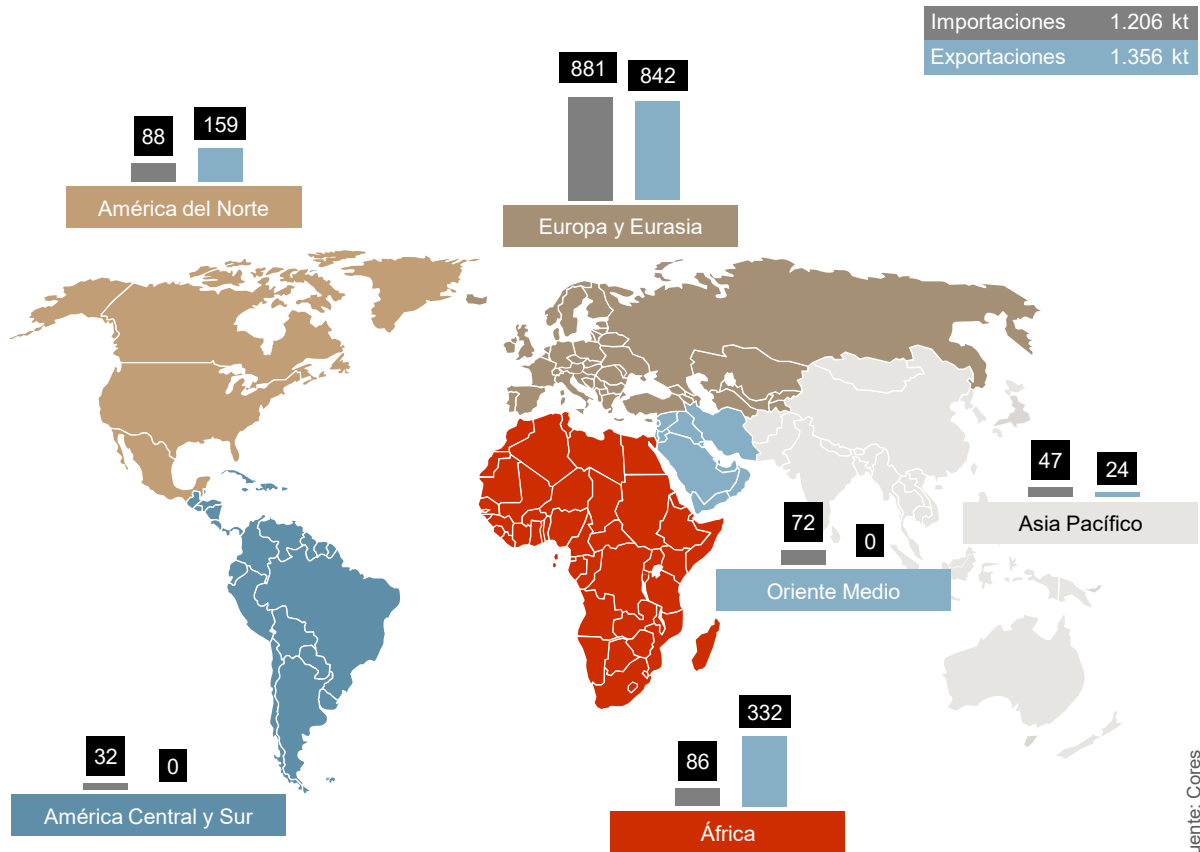 Importaciones 1.206 kt
Exportaciones 1.356 kt
881
842
88
159
América del Norte
Europa y Eurasia
47
24
Asia Pacífico
72
0
Oriente Medio
332
86
África
32
0
América Central y Sur
uente: Cores